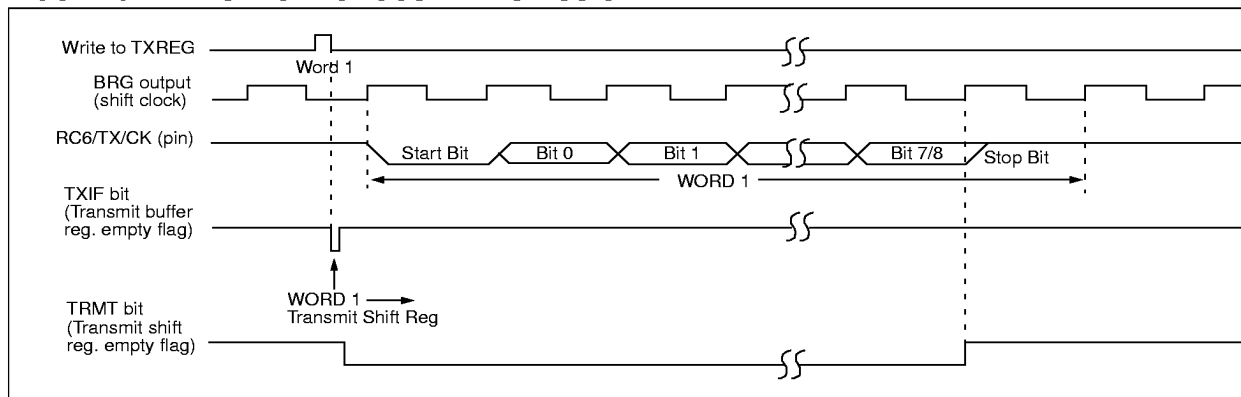 Write to TXREG
Word 1
BRG output
(shift clock)
RC6/TX/CK (pin)
Start Bit
Bit 0
Bit 1
Bit 7/8
Stop Bit
WORD 1
TXIF bit
(Transmit buffer
reg. empty flag)
WORD 1
Transmit Shift Reg
TRMT bit
(Transmit shift
reg. empty flag)